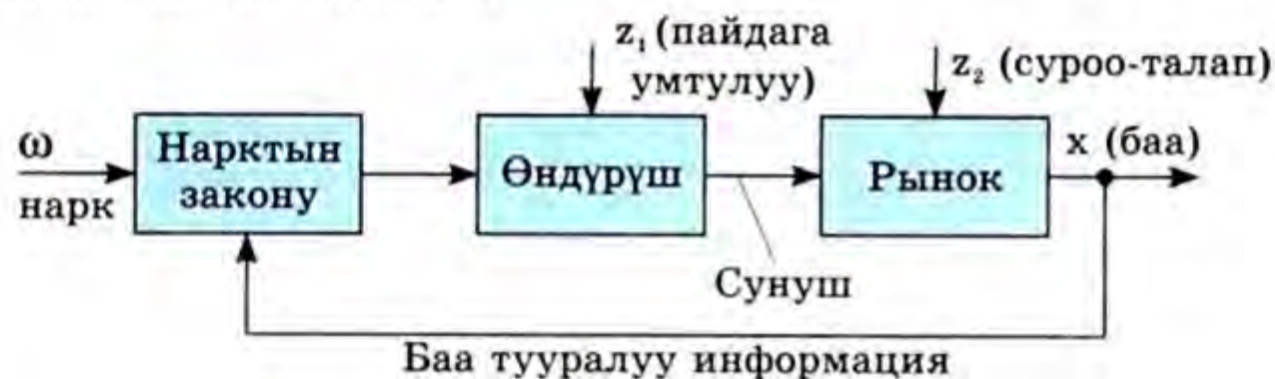 z₁ (пайдага
умтулуу)
z₂ (суроо-талап)
ω
нарк
Нарктын
закону
Өндүрүш
Рынок
x (баа)
Сунуш
Баа тууралуу информация